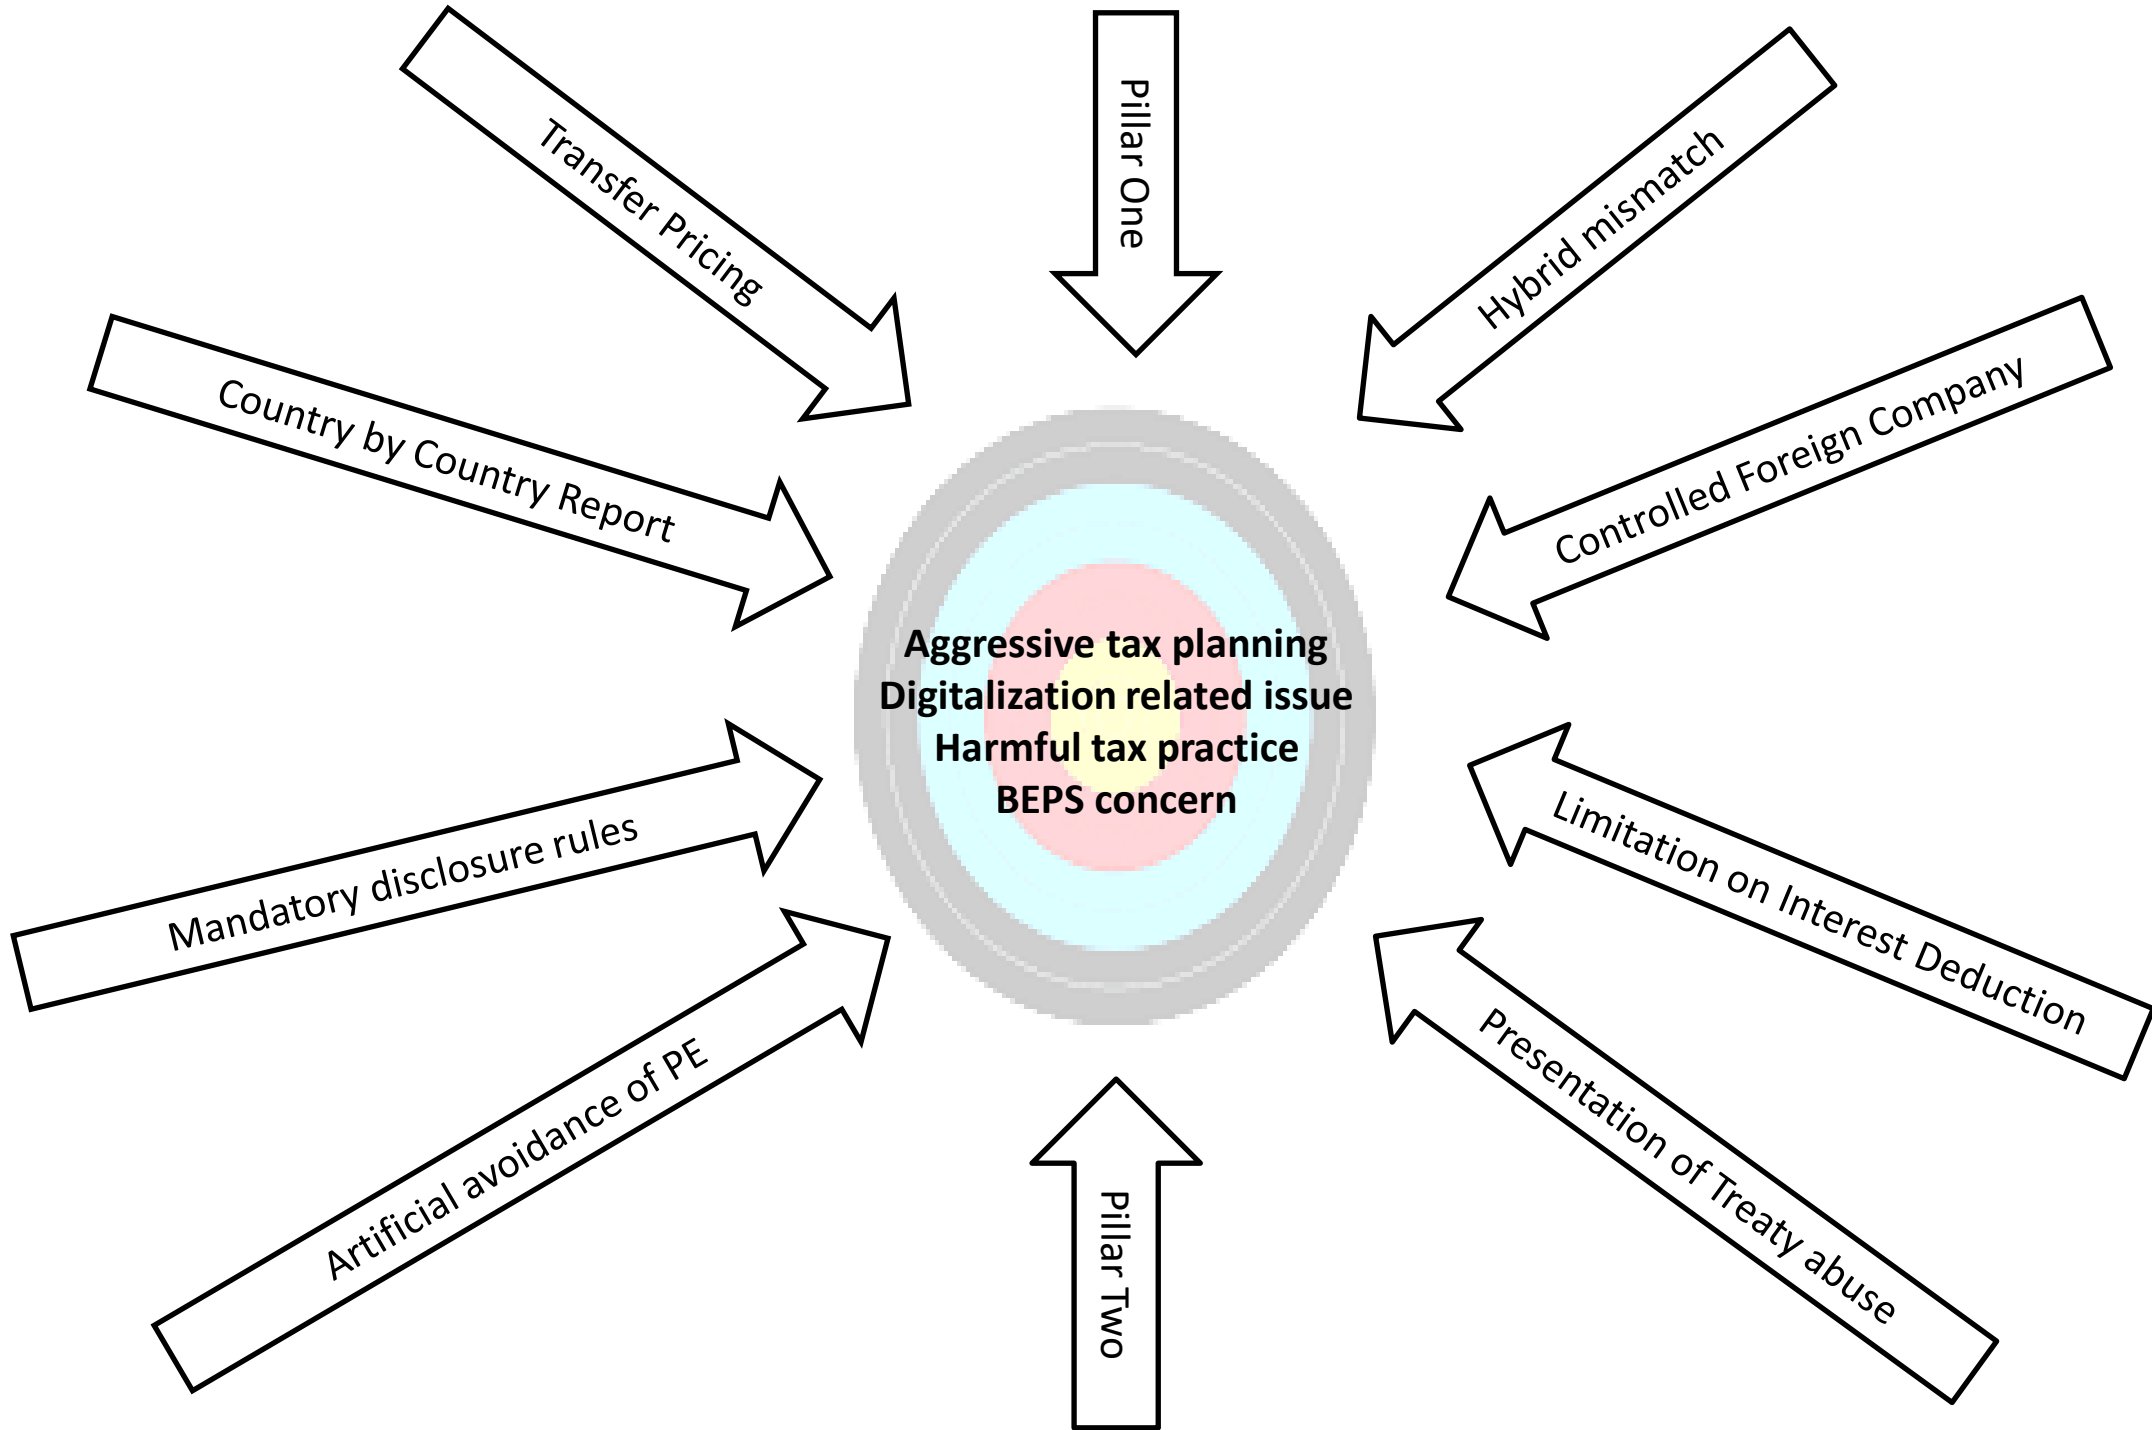 Pillar One
Transfer Pricing
Hybrid mismatch
Country by Country Report
Controlled Foreign Company
Aggressive tax planning
Digitalization related issue
Harmful tax practice
BEPS concern
Mandatory disclosure rules
Limitation on Interest Deduction
Artificial avoidance of PE
Presentation of Treaty abuse
Pillar Two